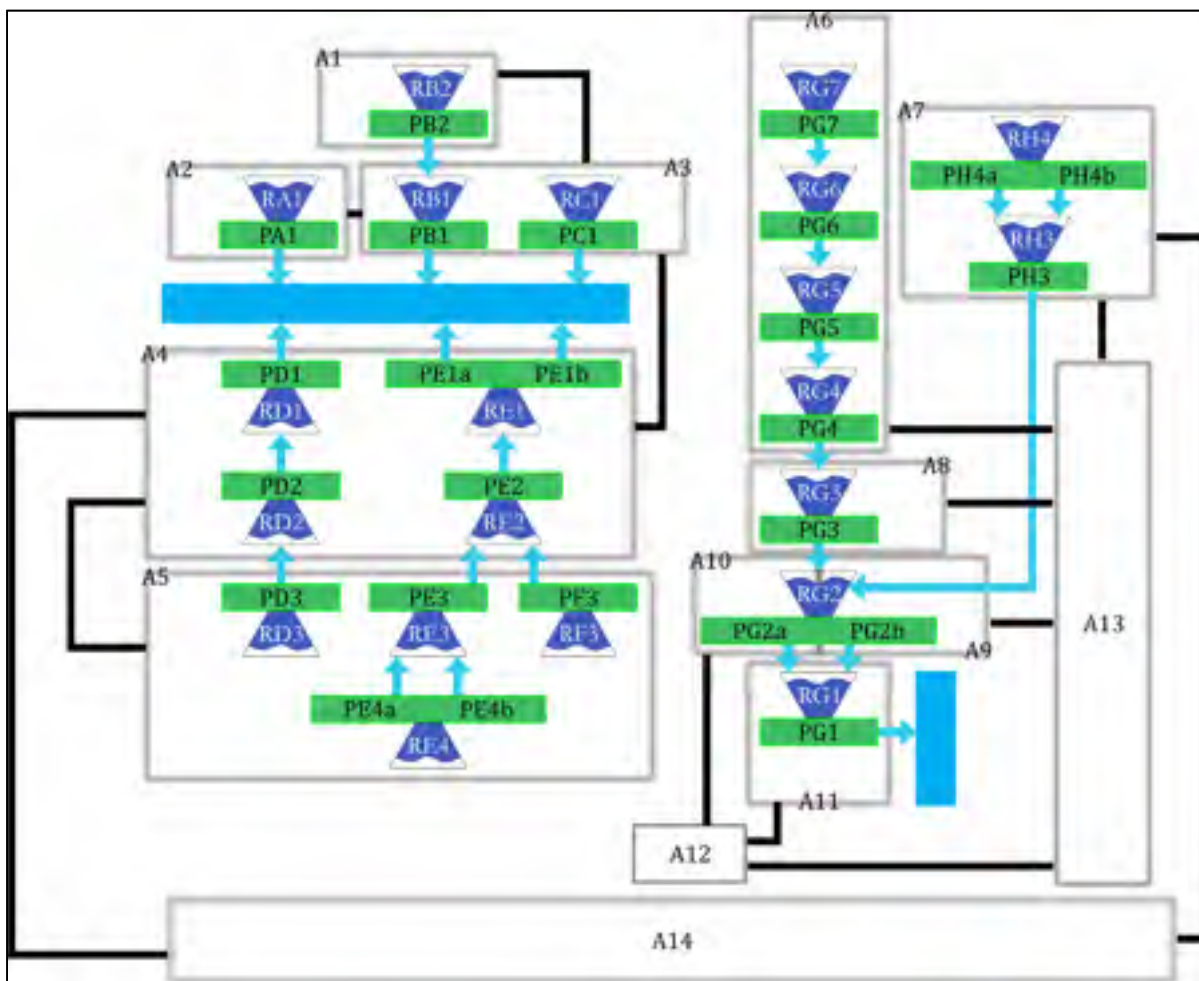 A6
A1
RB2
PB2
RG7
PG7
A7
RH4
PH4a PH4b
A2
A3
RA1
RB1
RC1
PA1
PB1
PC1
RG6
PG6
RH3
PH3
RG5
PG5
A4
PD1
PE1a PE1b
RD1
RE1
RG4
PG4
A8
PD2
PE2
RD2
RE2
RG3
PG3
A10
A5
PD3
PE3
PF3
RD3
RE3
RF3
RG2
PG2a PG2b
A9
A13
PE4a PE4b
RE4
RG1
PG1
A11
A12
A14